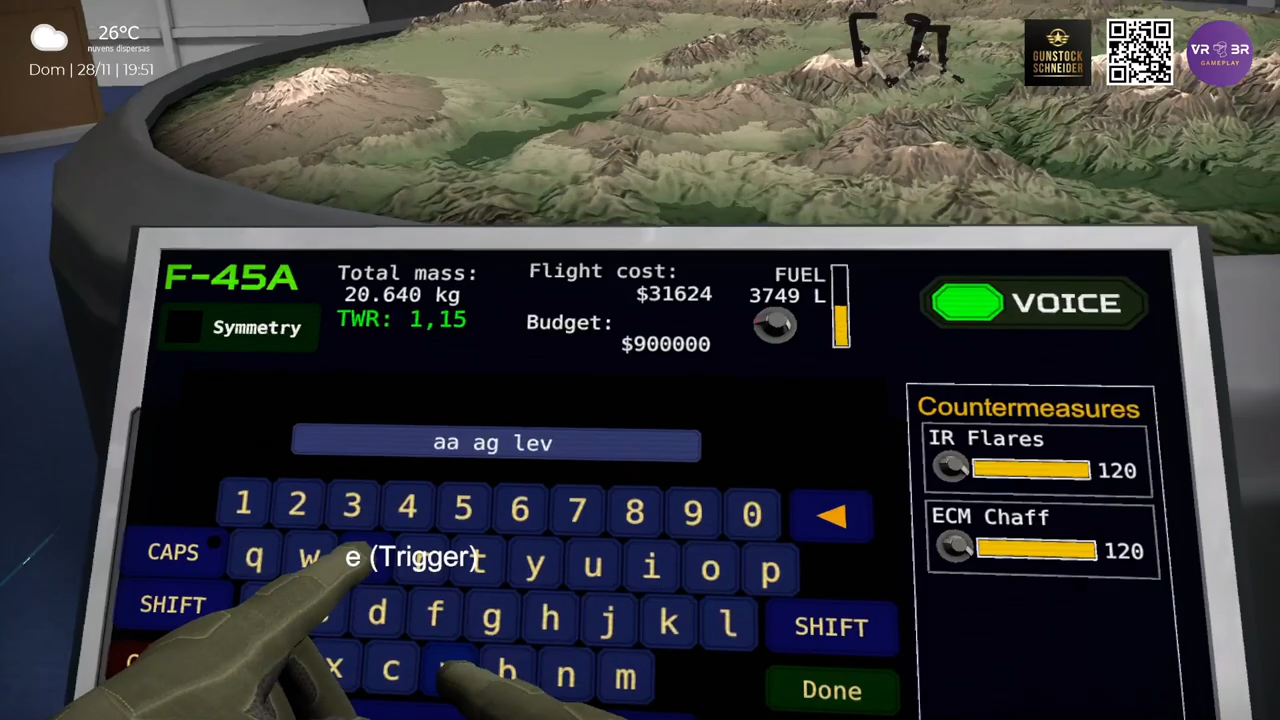 26°C
nuvens dispersas
Dom | 28/11 | 19:51
GUNSTOCK
SCHNEIDER
VR BR
GAMEPLAY
F-45A
Symmetry
Total mass:
20.640 kg
TWR: 1,15
Flight cost:
$31624
Budget:
$900000
FUEL
3749 L
VOICE
aa ag lev
1 2 3 4 5 6 7 8 9 0
CAPS q w e (Trigger) t y u i o p
SHIFT d f g h j k l SHIFT
x c b n m
Done
Countermeasures
IR Flares
120
ECM Chaff
120